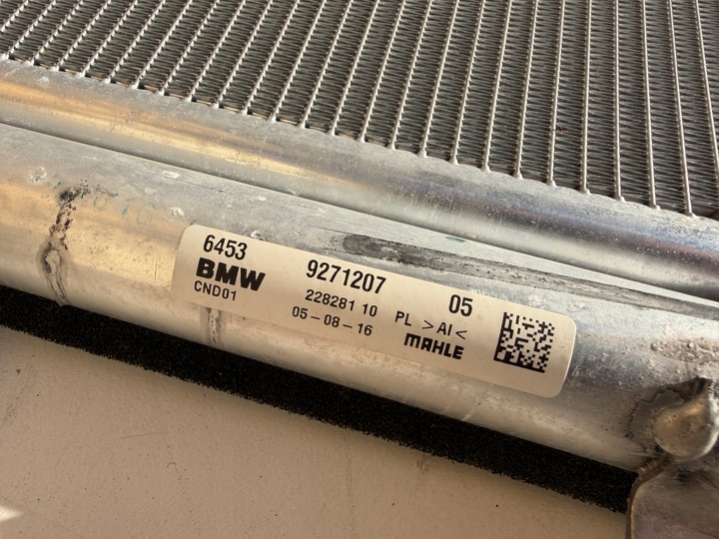 6453 9271207 05
BMW
CND01 228281 10 PL >Al<
05-08-16 MAHLE